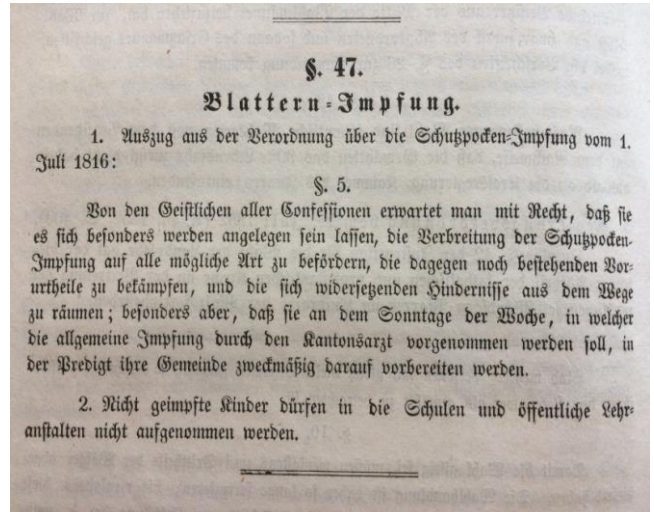 §. 47.
Blattern-Impfung.
1. Auszug aus der Verordnung über die Schutzpocken-Impfung vom 1.
Juli 1816:
§. 5.
Von den Geistlichen aller Confessionen erwartet man mit Recht, daß sie
es sich besonders werden angelegen sein lassen, die Verbreitung der Schutzpocken-
Impfung auf alle mögliche Art zu befördern, die dagegen noch bestehenden Vor-
urtheile zu bekämpfen, und die sich widersetzenden Hindernisse aus dem Wege
zu räumen; besonders aber, daß sie an dem Sonntage der Woche, in welcher
die allgemeine Impfung durch den Kantonsarzt vorgenommen werden soll, in
der Predigt ihre Gemeinde zweckmäßig darauf vorbereiten werden.
2. Nicht geimpfte Kinder dürfen in die Schulen und öffentliche Lehr-
anstalten nicht aufgenommen werden.